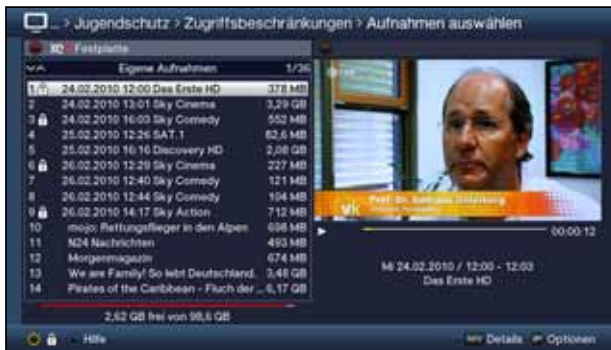 ... > Jugendschutz > Zugriffsbeschränkungen > Aufnahmen auswählen
Festplatte
Eigene Aufnahmen 1/36
1 24.02.2010 12:00 Das Erste HD 378 MB
2 24.02.2010 13:01 Sky Cinema 3,29 GB
3 24.02.2010 16:03 Sky Comedy 552 MB
4 25.02.2010 12:26 SAT.1 82,6 MB
5 25.02.2010 16:16 Discovery HD 2,08 GB
6 26.02.2010 12:29 Sky Cinema 227 MB
7 26.02.2010 12:40 Sky Comedy 121 MB
8 26.02.2010 12:44 Sky Comedy 104 MB
9 26.02.2010 14:17 Sky Action 712 MB
10 mojo: Rettungsflieger in den Alpen 698 MB
11 N24 Nachrichten 493 MB
12 Morgenmagazin 674 MB
13 We are Family! So lebt Deutschland. 3,48 GB
14 Pirates of the Caribbean - Fluch der ... 6,17 GB
2,62 GB frei von 98,6 GB
vk
Prof. Dr.
00:00:12
Mi 24.02.2010 / 12:00 - 12:03
Das Erste HD
Hilfe
Details
Optionen